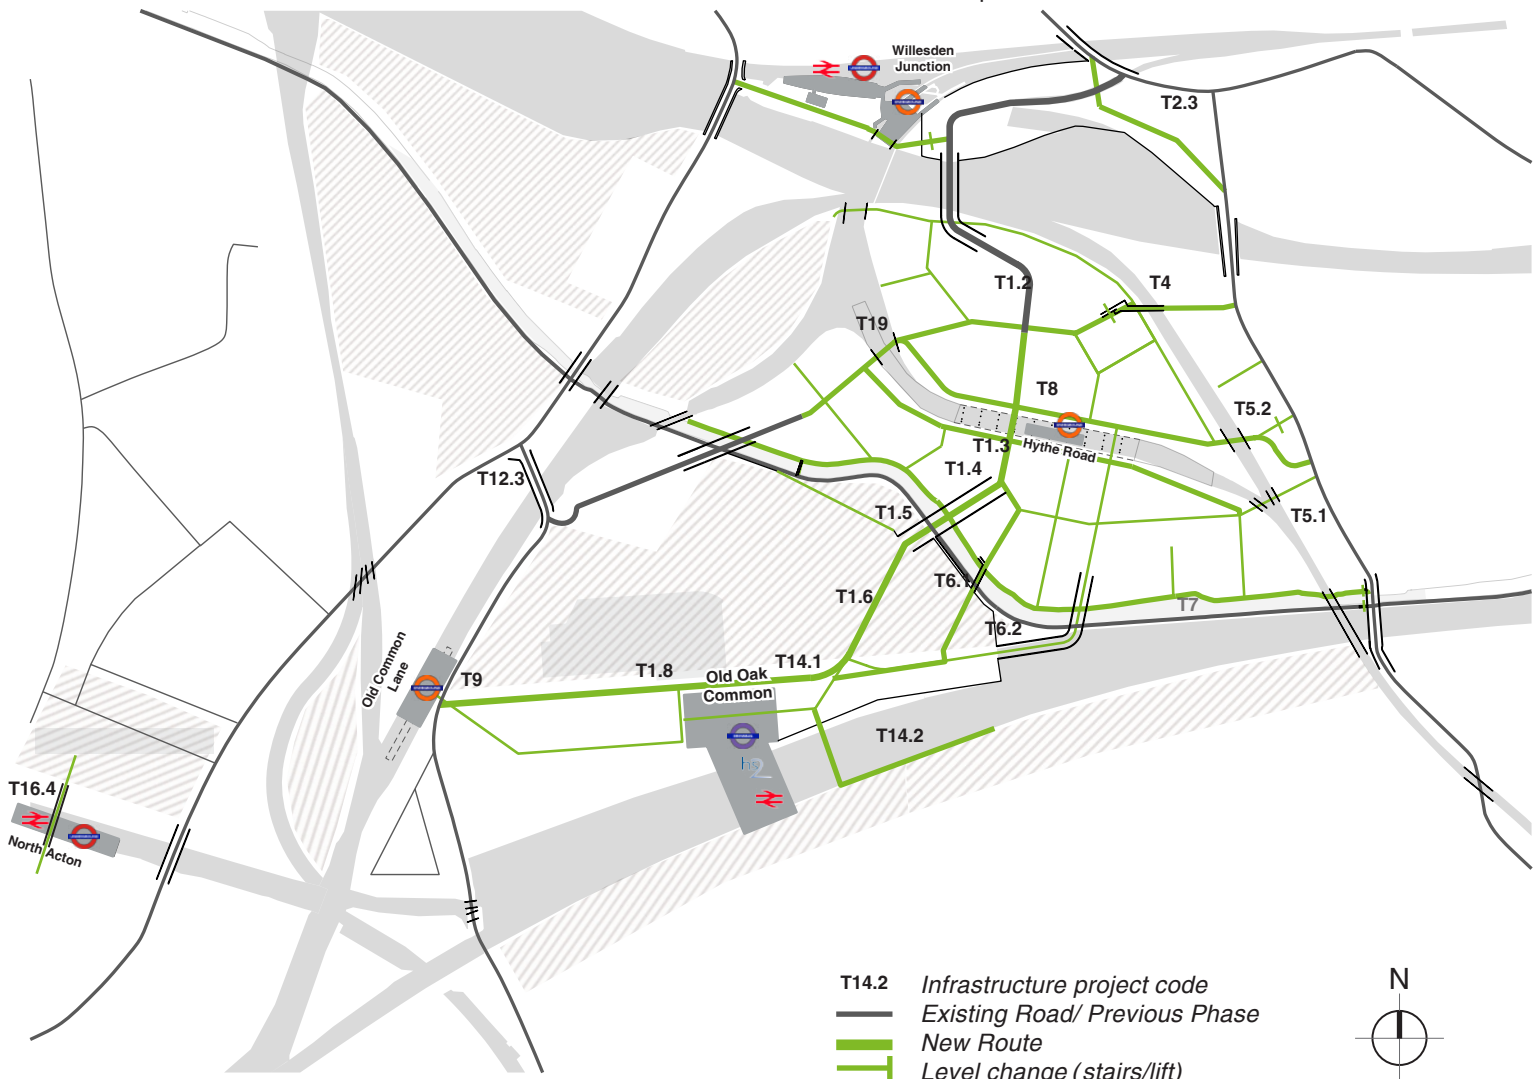 Willesden
Junction
T2.3
T1.2
T4
T19
T8
T5.2
Hythe Road
T1.3
T1.4
T12.3
T1.5
T5.1
T6.1
T1.6
T7
T6.2
Old Common
Lane
T9
T1.8
T14.1
Old Oak
Common
T14.2
hs2
T16.4
North Acton
T14.2 Infrastructure project code
Existing Road/ Previous Phase
New Route
Level change (stairs/lift)
N